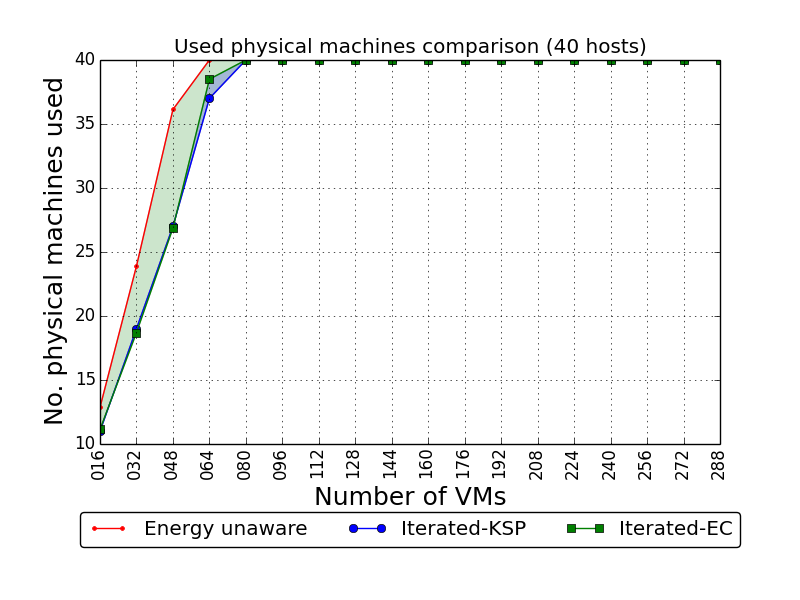 Used physical machines comparison (40 hosts)
No. physical machines used
40
35
30
25
20
15
10
016 032 048 064 080 096 112 128 144 160 176 192 208 224 240 256 272 288
Number of VMs
Energy unaware Iterated-KSP Iterated-EC